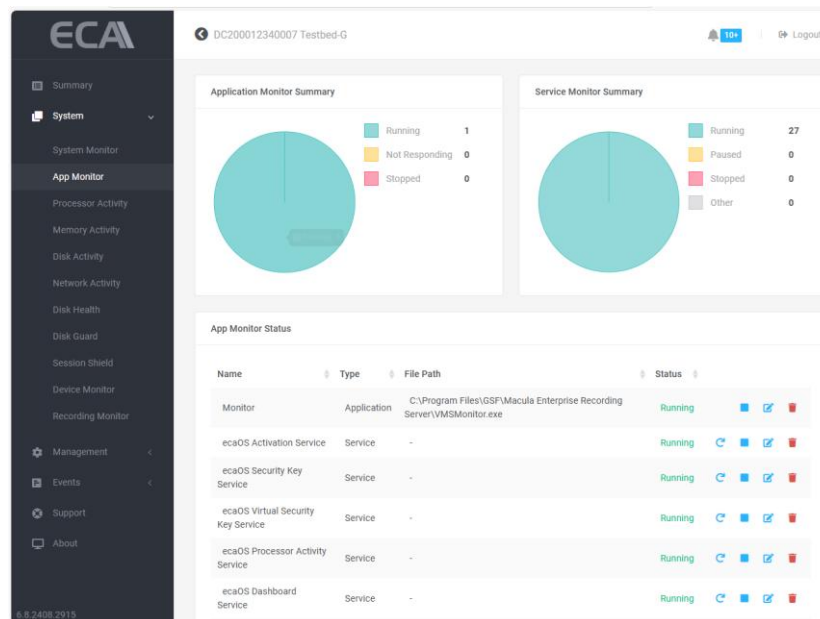 ECA
DC200012340007 Testbed-G
10+
Logout
Summary
System
System Monitor
App Monitor
Processor Activity
Memory Activity
Disk Activity
Network Activity
Disk Health
Disk Guard
Session Shield
Device Monitor
Recording Monitor
Management
Events
Support
About
6.8.2408.2915
Application Monitor Summary
Running 1
Not Responding 0
Stopped 0
Service Monitor Summary
Running 27
Paused 0
Stopped 0
Other 0
App Monitor Status
Name Type File Path Status
Monitor Application C:\Program Files\GSF\Macula Enterprise Recording
Server\VMSMonitor.exe Running
ecaOS Activation Service Service - Running
ecaOS Security Key
Service Service - Running
ecaOS Virtual Security
Key Service Service - Running
ecaOS Processor Activity
Service Service - Running
ecaOS Dashboard
Service Service - Running